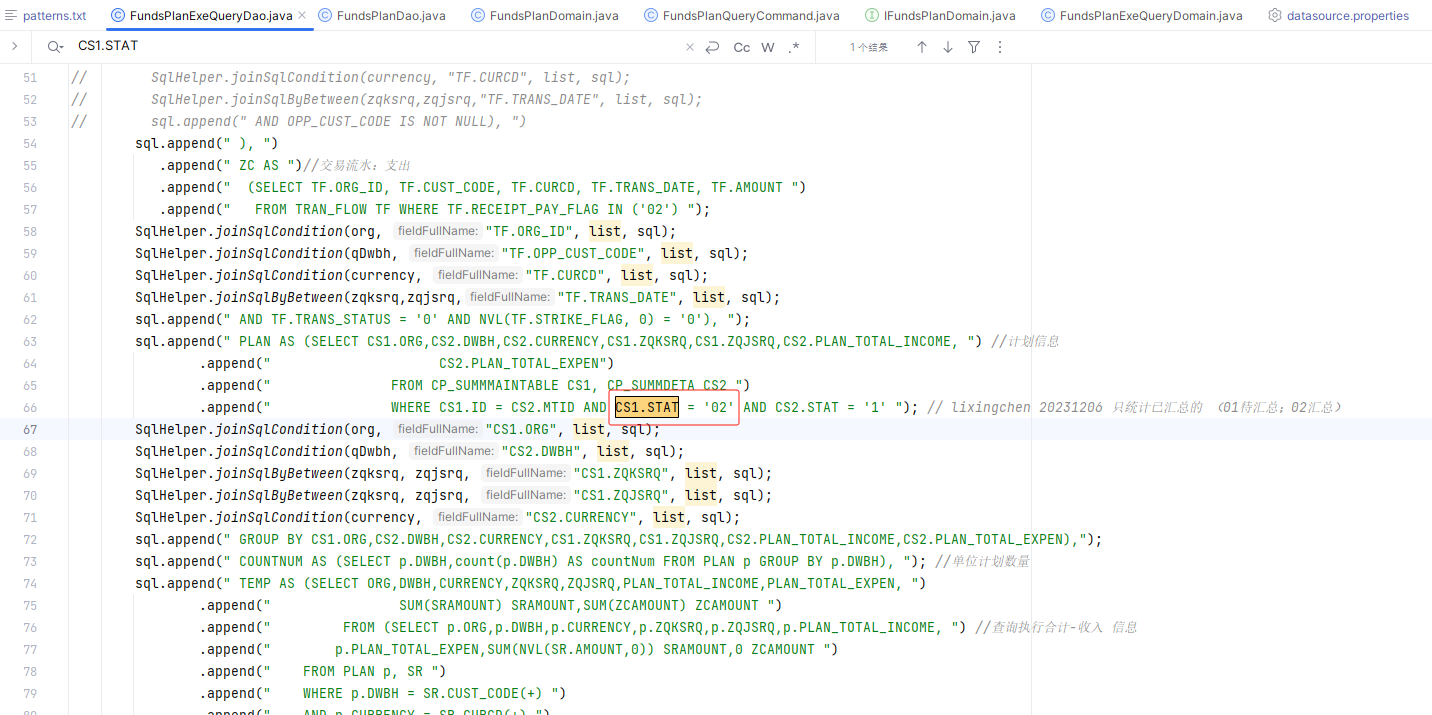 patterns.txt FundsPlanExeQueryDao.java FundsPlanDao.java FundsPlanDomain.java FundsPlanQueryCommand.java IFundsPlanDomain.java FundsPlanExeQueryDomain.java datasource.properties
CS1.STAT Cc W .* 1个结果
51 // SqlHelper.joinSqlCondition(currency, "TF.CURCD", list, sql);
52 // SqlHelper.joinSqlByBetween(zqksrq,zqjsrq,"TF.TRANS_DATE", list, sql);
53 // sql.append(" AND OPP_CUST_CODE IS NOT NULL), ")
54 sql.append(" ), ")
55 .append(" ZC AS ")//交易流水：支出
56 .append("  (SELECT TF.ORG_ID, TF.CUST_CODE, TF.CURCD, TF.TRANS_DATE, TF.AMOUNT ")
57 .append("   FROM TRAN_FLOW TF WHERE TF.RECEIPT_PAY_FLAG IN ('02') ");
58 SqlHelper.joinSqlCondition(org, fieldFullName: "TF.ORG_ID", list, sql);
59 SqlHelper.joinSqlCondition(qDwbh, fieldFullName: "TF.OPP_CUST_CODE", list, sql);
60 SqlHelper.joinSqlCondition(currency, fieldFullName: "TF.CURCD", list, sql);
61 SqlHelper.joinSqlByBetween(zqksrq,zqjsrq, fieldFullName: "TF.TRANS_DATE", list, sql);
62 sql.append(" AND TF.TRANS_STATUS = '0' AND NVL(TF.STRIKE_FLAG, 0) = '0'), ");
63 sql.append(" PLAN AS (SELECT CS1.ORG,CS2.DWBH,CS2.CURRENCY,CS1.ZQKSRQ,CS1.ZQJSRQ,CS2.PLAN_TOTAL_INCOME, ") //计划信息
64 .append("                     CS2.PLAN_TOTAL_EXPEN")
65 .append("               FROM CP_SUMMMAINTABLE CS1, CP_SUMMDETA CS2 ")
66 .append("               WHERE CS1.ID = CS2.MTID AND CS1.STAT = '02' AND CS2.STAT = '1' "); // lixingchen 20231206 只统计已汇总的 （01待汇总；02汇总）
67 SqlHelper.joinSqlCondition(org, fieldFullName: "CS1.ORG", list, sql);
68 SqlHelper.joinSqlCondition(qDwbh, fieldFullName: "CS2.DWBH", list, sql);
69 SqlHelper.joinSqlByBetween(zqksrq, zqjsrq, fieldFullName: "CS1.ZQKSRQ", list, sql);
70 SqlHelper.joinSqlByBetween(zqksrq, zqjsrq, fieldFullName: "CS1.ZQJSRQ", list, sql);
71 SqlHelper.joinSqlCondition(currency, fieldFullName: "CS2.CURRENCY", list, sql);
72 sql.append(" GROUP BY CS1.ORG,CS2.DWBH,CS2.CURRENCY,CS1.ZQKSRQ,CS1.ZQJSRQ,CS2.PLAN_TOTAL_INCOME,CS2.PLAN_TOTAL_EXPEN),");
73 sql.append(" COUNTNUM AS (SELECT p.DWBH,count(p.DWBH) AS countNum FROM PLAN p GROUP BY p.DWBH), "); //单位计划数量
74 sql.append(" TEMP AS (SELECT ORG,DWBH,CURRENCY,ZQKSRQ,ZQJSRQ,PLAN_TOTAL_INCOME,PLAN_TOTAL_EXPEN, ")
75 .append("                SUM(SRAMOUNT) SRAMOUNT,SUM(ZCAMOUNT) ZCAMOUNT ")
76 .append("         FROM (SELECT p.ORG,p.DWBH,p.CURRENCY,p.ZQKSRQ,p.ZQJSRQ,p.PLAN_TOTAL_INCOME, ") //查询执行合计-收入 信息
77 .append("        p.PLAN_TOTAL_EXPEN,SUM(NVL(SR.AMOUNT,0)) SRAMOUNT,0 ZCAMOUNT ")
78 .append("    FROM PLAN p, SR ")
79 .append("    WHERE p.DWBH = SR.CUST_CODE(+) ")
80 .append("    AND p.CURRENCY = SR.CURCD(+) ")